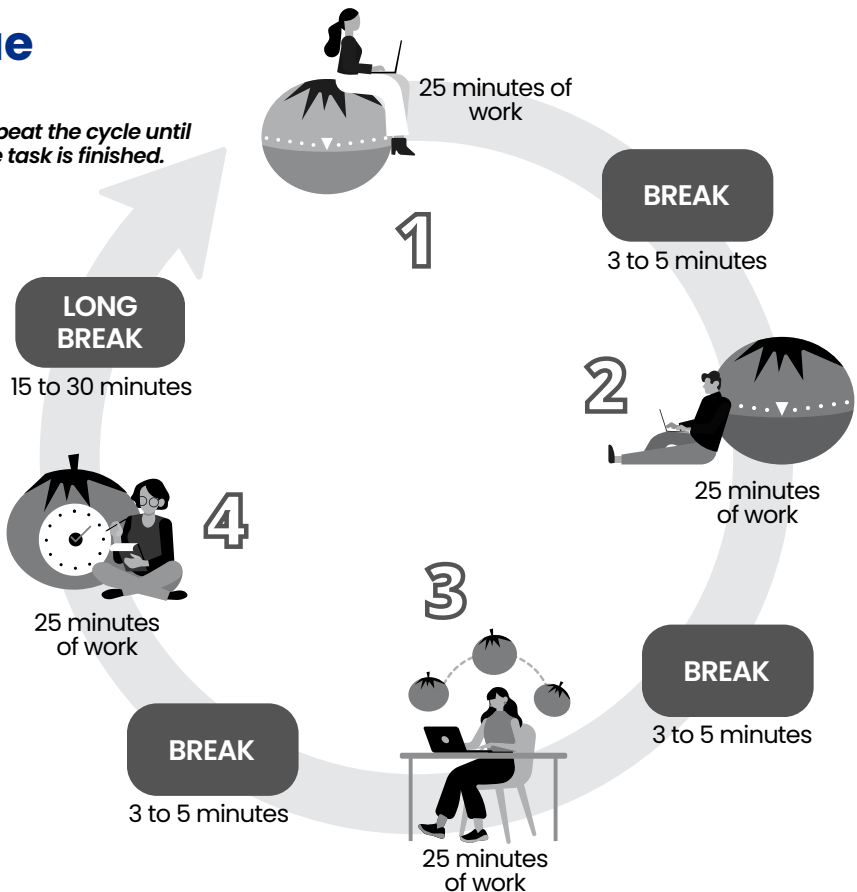 peat the cycle until
task is finished.
25 minutes of
work
1
BREAK
3 to 5 minutes
2
25 minutes
of work
BREAK
3 to 5 minutes
3
25 minutes
of work
BREAK
3 to 5 minutes
4
25 minutes
of work
LONG
BREAK
15 to 30 minutes